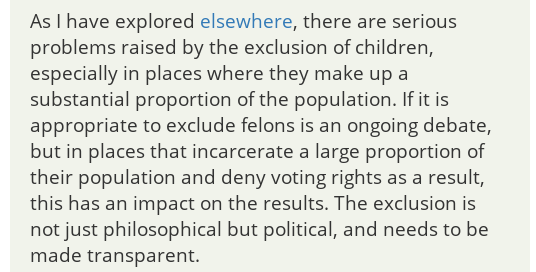 As I have explored elsewhere, there are serious
problems raised by the exclusion of children,
especially in places where they make up a
substantial proportion of the population. If it is
appropriate to exclude felons is an ongoing debate,
but in places that incarcerate a large proportion of
their population and deny voting rights as a result,
this has an impact on the results. The exclusion is
not just philosophical but political, and needs to be
made transparent.